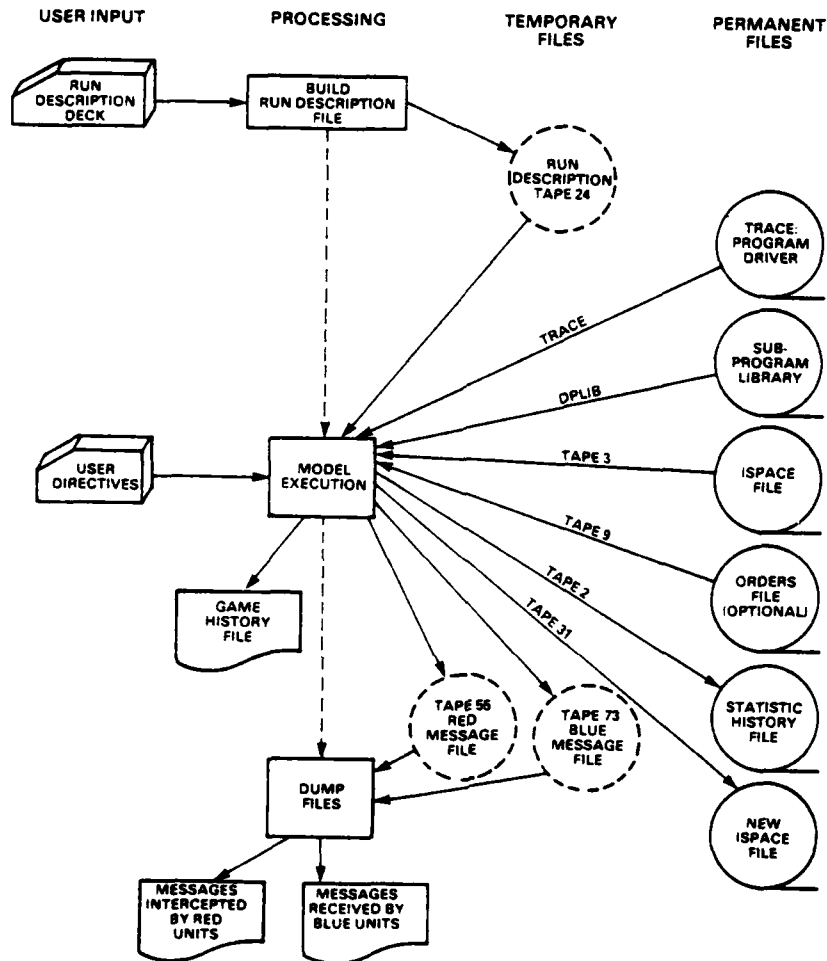 USER INPUT
PROCESSING
TEMPORARY
FILES
PERMANENT
FILES
RUN
DESCRIPTION
DECK
BUILD
RUN DESCRIPTION
FILE
RUN
DESCRIPTION
TAPE 24
TRACE:
PROGRAM
DRIVER
TRACE
SUB-
PROGRAM
LIBRARY
DPLIB
USER
DIRECTIVES
MODEL
EXECUTION
TAPE 3
ISPACE
FILE
TAPE 9
ORDERS
FILE
(OPTIONAL)
TAPE 2
TAPE 31
GAME
HISTORY
FILE
TAPE 56
RED
MESSAGE
FILE
TAPE 73
BLUE
MESSAGE
FILE
STATISTIC
HISTORY
FILE
DUMP
FILES
NEW
ISPACE
FILE
MESSAGES
INTERCEPTED
BY RED
UNITS
MESSAGES
RECEIVED BY
BLUE UNITS